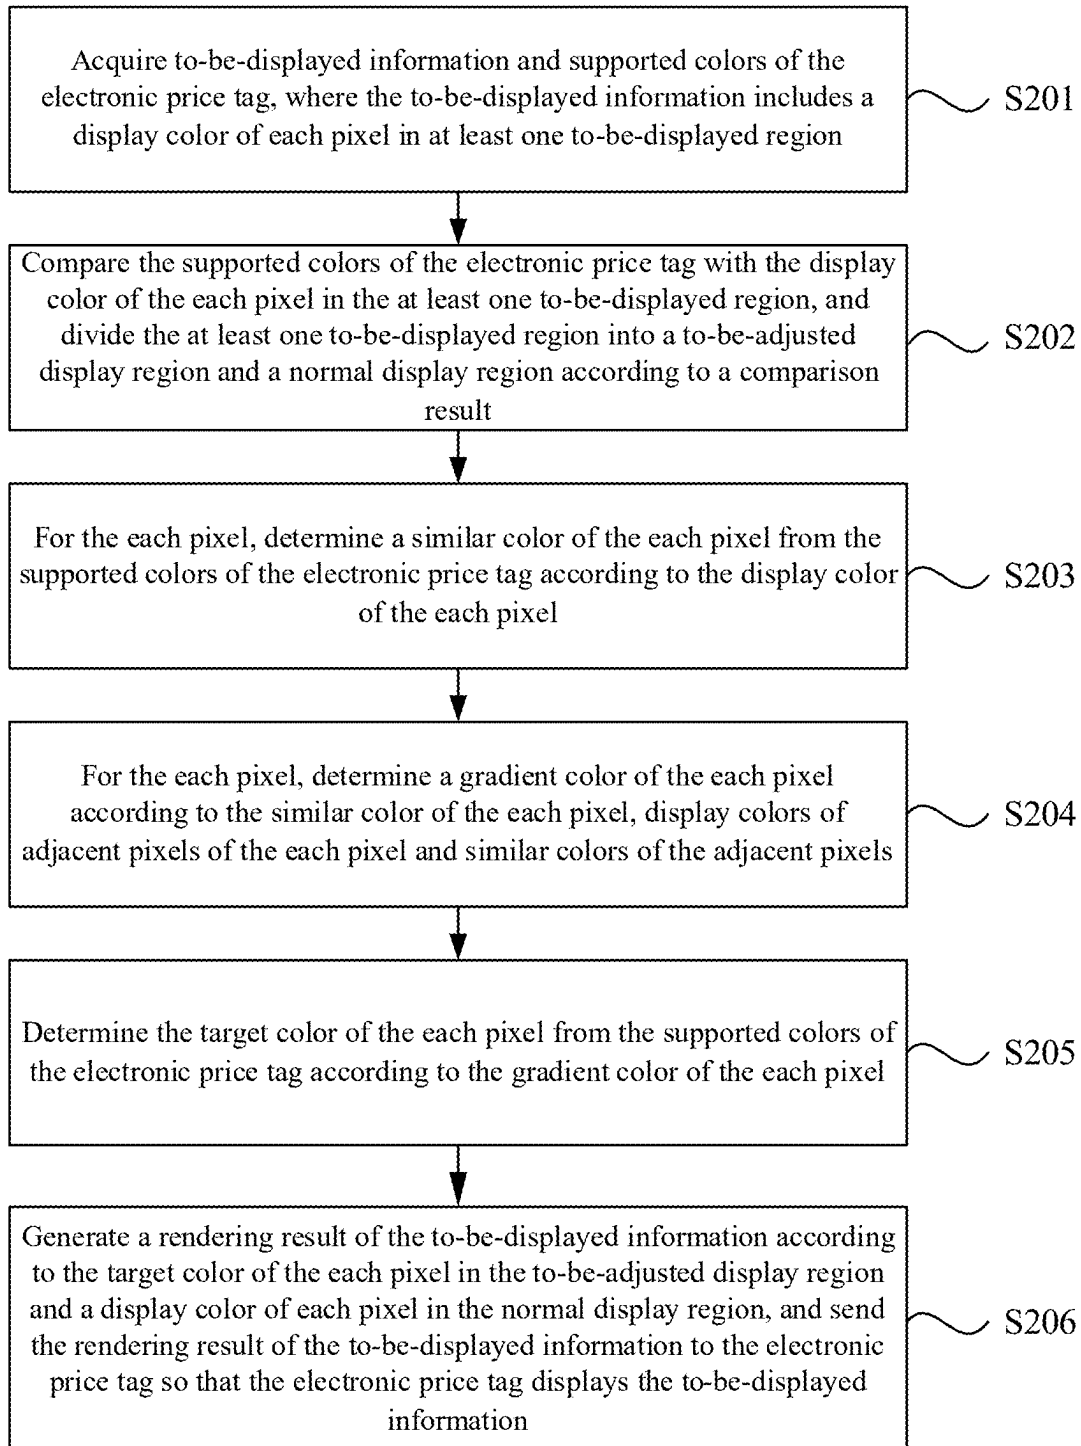 Acquire to-be-displayed information and supported colors of the
electronic price tag, where the to-be-displayed information includes a
display color of each pixel in at least one to-be-displayed region
S201
Compare the supported colors of the electronic price tag with the display
color of the each pixel in the at least one to-be-displayed region, and
divide the at least one to-be-displayed region into a to-be-adjusted
display region and a normal display region according to a comparison
result
S202
For the each pixel, determine a similar color of the each pixel from the
supported colors of the electronic price tag according to the display color
of the each pixel
S203
For the each pixel, determine a gradient color of the each pixel
according to the similar color of the each pixel, display colors of
adjacent pixels of the each pixel and similar colors of the adjacent pixels
S204
Determine the target color of the each pixel from the supported colors of
the electronic price tag according to the gradient color of the each pixel
S205
Generate a rendering result of the to-be-displayed information according
to the target color of the each pixel in the to-be-adjusted display region
and a display color of each pixel in the normal display region, and send
the rendering result of the to-be-displayed information to the electronic
price tag so that the electronic price tag displays the to-be-displayed
information
S206